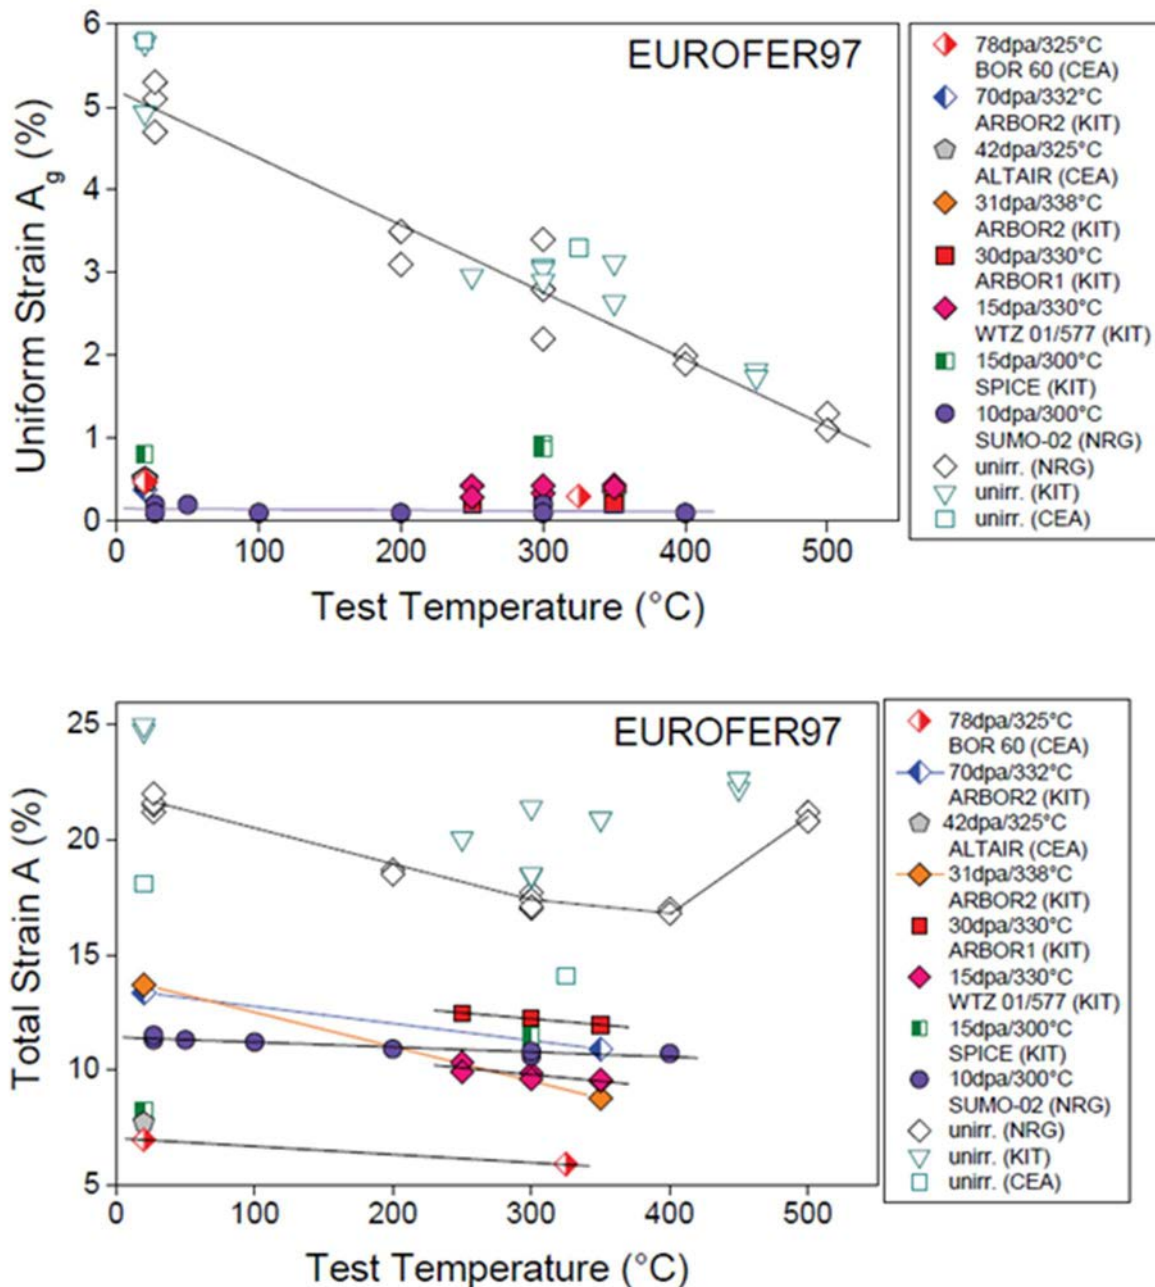 EUROFER97
6
5
4
3
2
1
0
Uniform Strain Ag (%)
0 100 200 300 400 500
Test Temperature (°C)
78dpa/325°C
BOR 60 (CEA)
70dpa/332°C
ARBOR2 (KIT)
42dpa/325°C
ALTAIR (CEA)
31dpa/338°C
ARBOR2 (KIT)
30dpa/330°C
ARBOR1 (KIT)
15dpa/330°C
WTZ 01/577 (KIT)
15dpa/300°C
SPICE (KIT)
10dpa/300°C
SUMO-02 (NRG)
unirr. (NRG)
unirr. (KIT)
unirr. (CEA)
EUROFER97
25
20
15
10
5
Total Strain A (%)
0 100 200 300 400 500
Test Temperature (°C)
78dpa/325°C
BOR 60 (CEA)
70dpa/332°C
ARBOR2 (KIT)
42dpa/325°C
ALTAIR (CEA)
31dpa/338°C
ARBOR2 (KIT)
30dpa/330°C
ARBOR1 (KIT)
15dpa/330°C
WTZ 01/577 (KIT)
15dpa/300°C
SPICE (KIT)
10dpa/300°C
SUMO-02 (NRG)
unirr. (NRG)
unirr. (KIT)
unirr. (CEA)